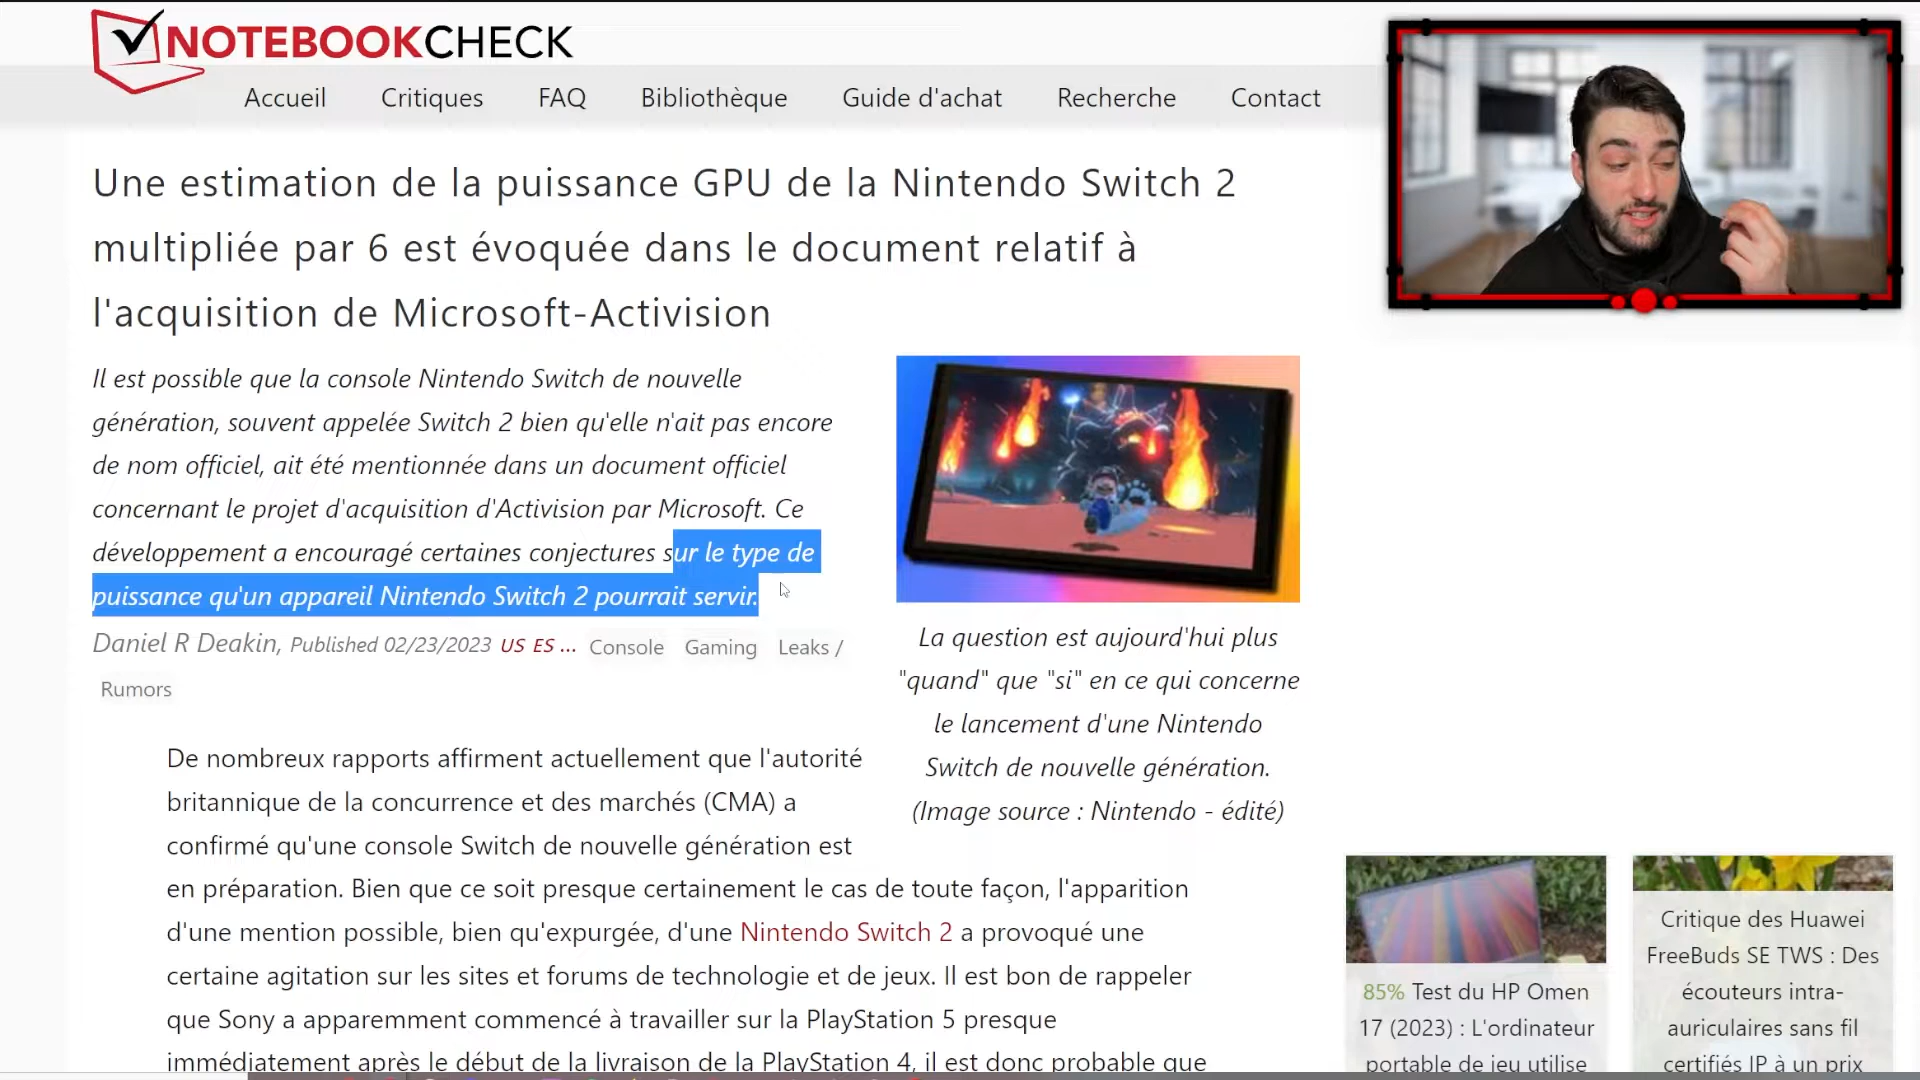 NOTEBOOKCHECK
Accueil Critiques FAQ Bibliothèque Guide d'achat Recherche Contact
Une estimation de la puissance GPU de la Nintendo Switch 2
multipliée par 6 est évoquée dans le document relatif à
l'acquisition de Microsoft-Activision
Il est possible que la console Nintendo Switch de nouvelle
génération, souvent appelée Switch 2 bien qu'elle n'ait pas encore
de nom officiel, ait été mentionnée dans un document officiel
concernant le projet d'acquisition d'Activision par Microsoft. Ce
développement a encouragé certaines conjectures sur le type de
puissance qu'un appareil Nintendo Switch 2 pourrait servir.
Daniel R Deakin, Published 02/23/2023 US ES ... Console Gaming Leaks /
Rumors
La question est aujourd'hui plus
"quand" que "si" en ce qui concerne
le lancement d'une Nintendo
Switch de nouvelle génération.
(Image source : Nintendo - édité)
De nombreux rapports affirment actuellement que l'autorité
britannique de la concurrence et des marchés (CMA) a
confirmé qu'une console Switch de nouvelle génération est
en préparation. Bien que ce soit presque certainement le cas de toute façon, l'apparition
d'une mention possible, bien qu'expurgée, d'une Nintendo Switch 2 a provoqué une
certaine agitation sur les sites et forums de technologie et de jeux. Il est bon de rappeler
que Sony a apparemment commencé à travailler sur la PlayStation 5 presque
immédiatement après le début de la livraison de la PlayStation 4, il est donc probable que
85% Test du HP Omen
17 (2023) : L'ordinateur
portable de jeu utilise
Critique des Huawei
FreeBuds SE TWS : Des
écouteurs intra-
auriculaires sans fil
certifiés IP à un prix